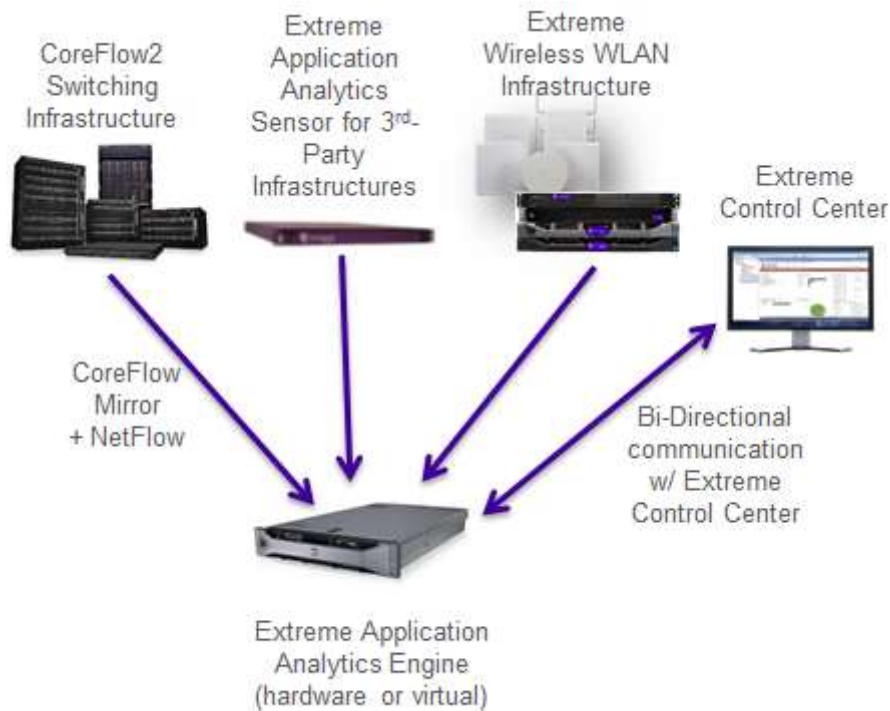 CoreFlow2
Switching
Infrastructure
Extreme
Application
Analytics
Sensor for 3rd-
Party
Infrastructures
Extreme
Wireless WLAN
Infrastructure
Extreme
Control Center
CoreFlow
Mirror
+ NetFlow
Bi-Directional
communication
w/ Extreme
Control Center
Extreme Application
Analytics Engine
(hardware or virtual)